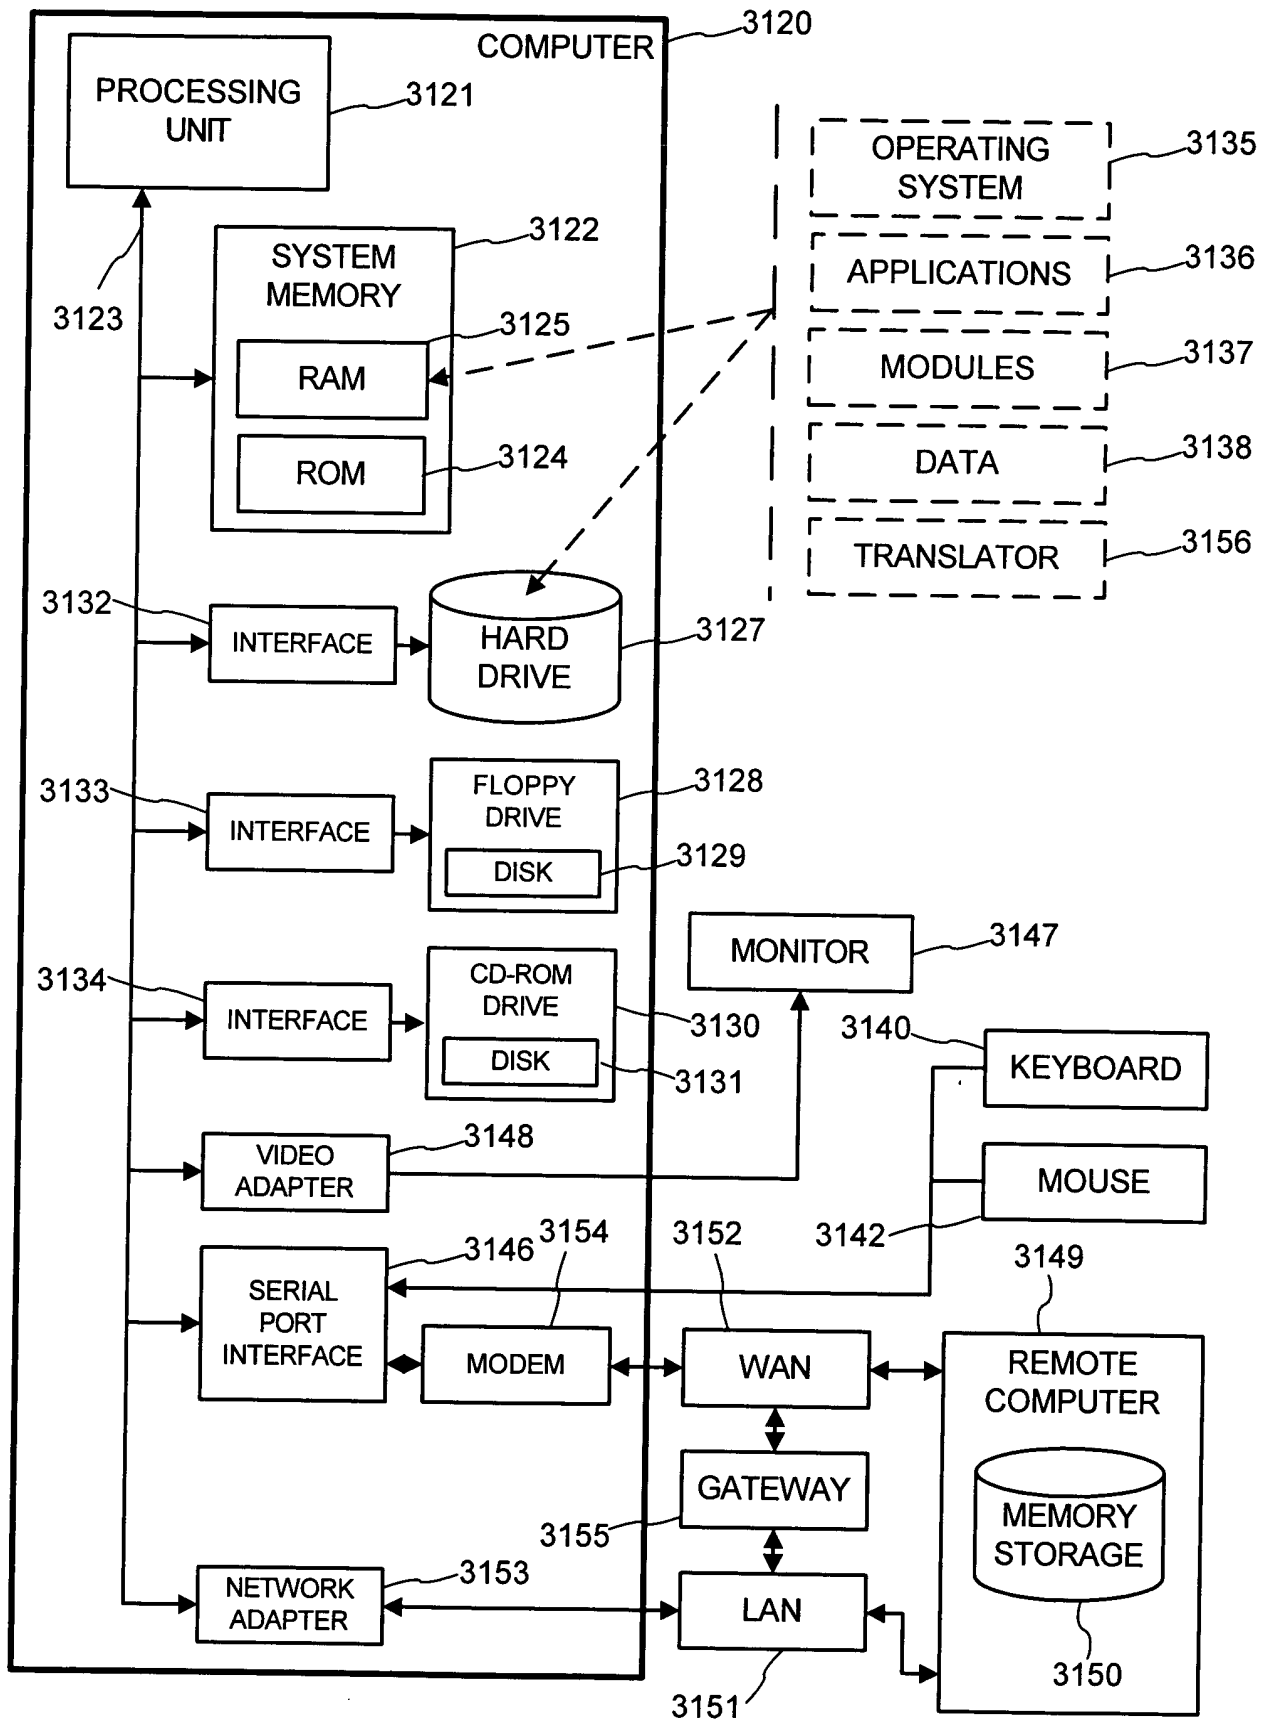 3120
COMPUTER
PROCESSING
UNIT
3121
3123
3122
SYSTEM
MEMORY
3125
RAM
ROM
3124
OPERATING
SYSTEM
3135
APPLICATIONS
3136
MODULES
3137
DATA
3138
TRANSLATOR
3156
3132
INTERFACE
HARD
DRIVE
3127
3133
INTERFACE
FLOPPY
DRIVE
3128
DISK
3129
3134
INTERFACE
CD-ROM
DRIVE
3130
DISK
3131
MONITOR
3147
3140
KEYBOARD
MOUSE
3142
VIDEO
ADAPTER
3148
3146
SERIAL
PORT
INTERFACE
3154
MODEM
3152
WAN
3149
REMOTE
COMPUTER
MEMORY
STORAGE
3150
GATEWAY
3155
NETWORK
ADAPTER
3153
LAN
3151